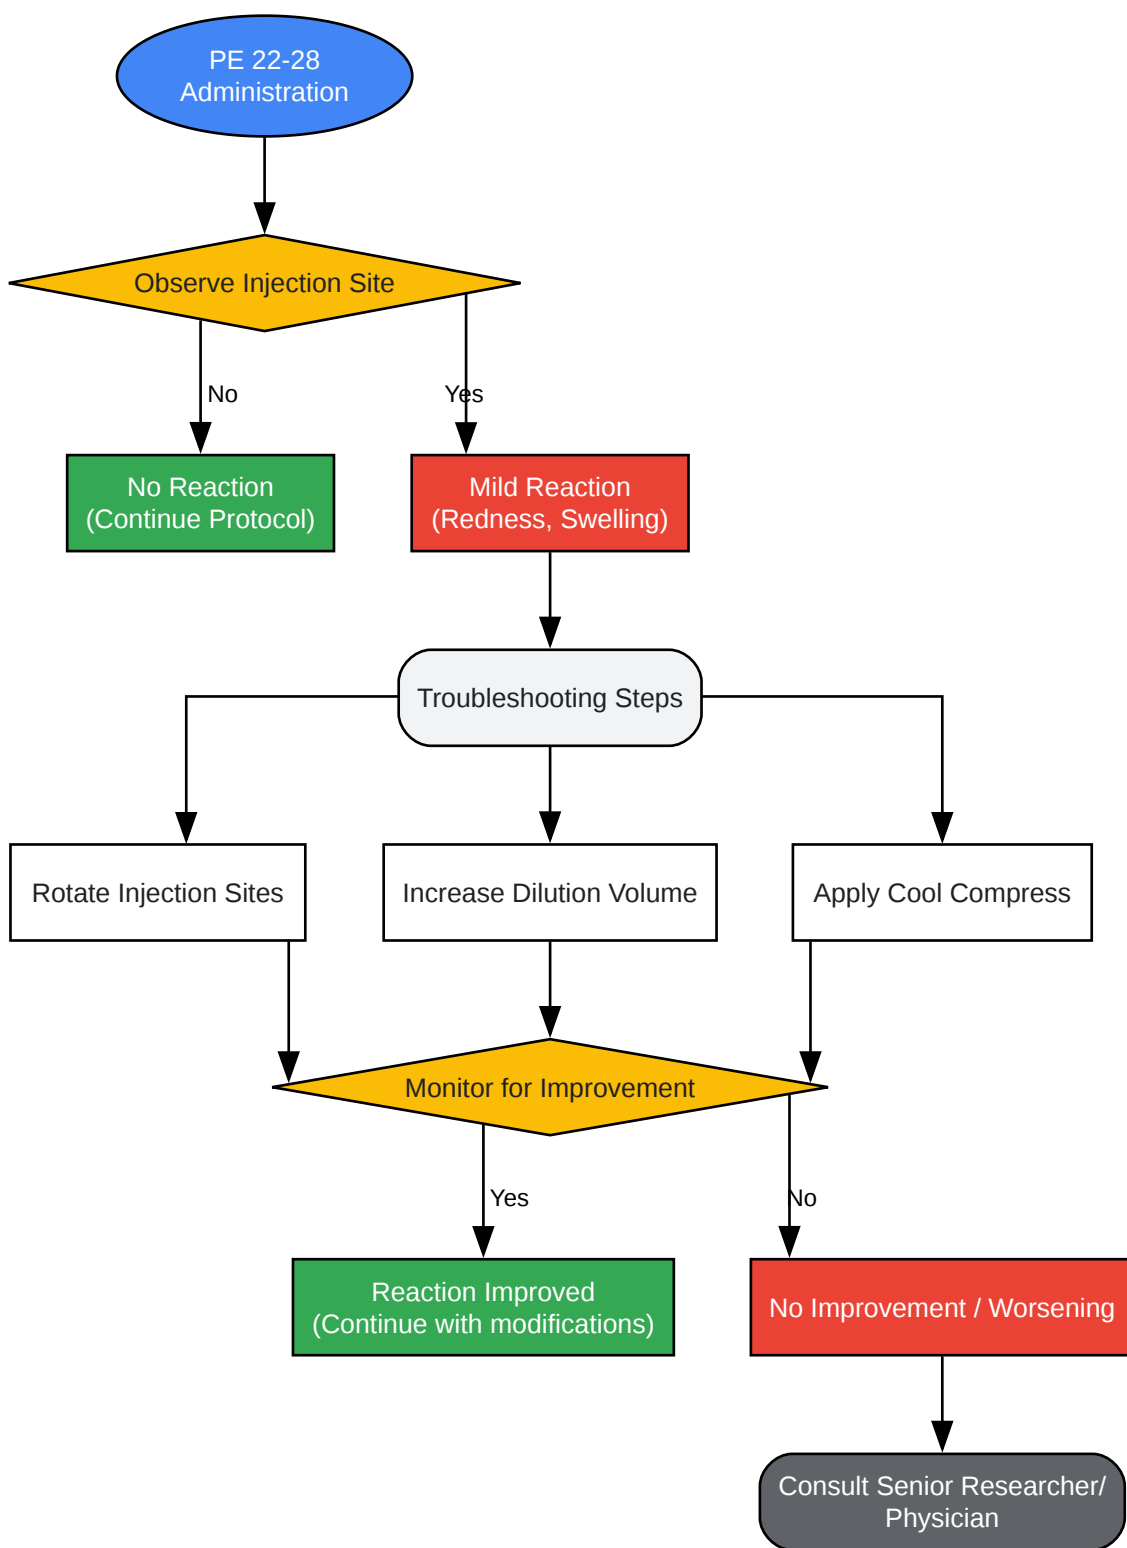 PE 22-28
Administration
Observe Injection Site
No
Yes
No Reaction
(Continue Protocol)
Mild Reaction
(Redness, Swelling)
Troubleshooting Steps
Rotate Injection Sites
Increase Dilution Volume
Apply Cool Compress
Monitor for Improvement
Yes
No
Reaction Improved
(Continue with modifications)
No Improvement / Worsening
Consult Senior Researcher/
Physician